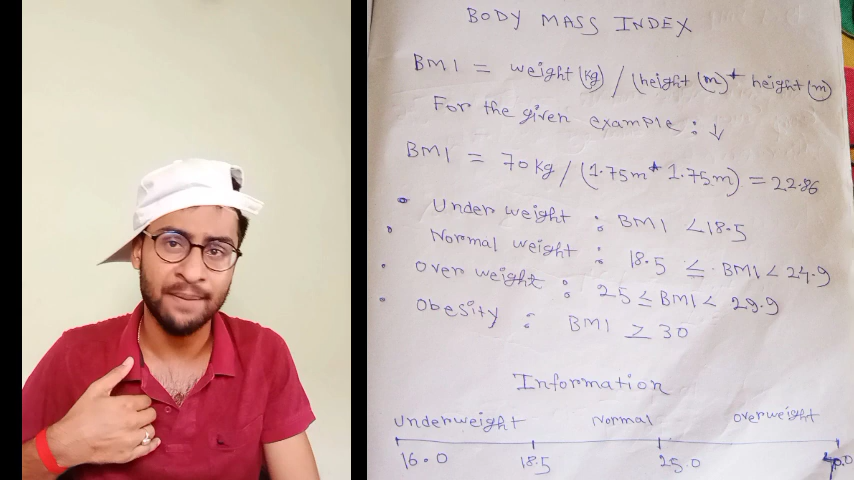 BODY MASS INDEX
BMI = weight (kg) / (height (m) * height (m)
For the given example : ↓
BMI = 70 kg / (1.75m * 1.75m) = 22.86
• Under weight : BMI < 18.5
• Normal weight : 18.5 ≤ BMI < 24.9
• Over weight : 25 ≤ BMI < 29.9
• Obesity : BMI ≥ 30
Information
Underweight Normal overweight
16.0 18.5 25.0 40.0